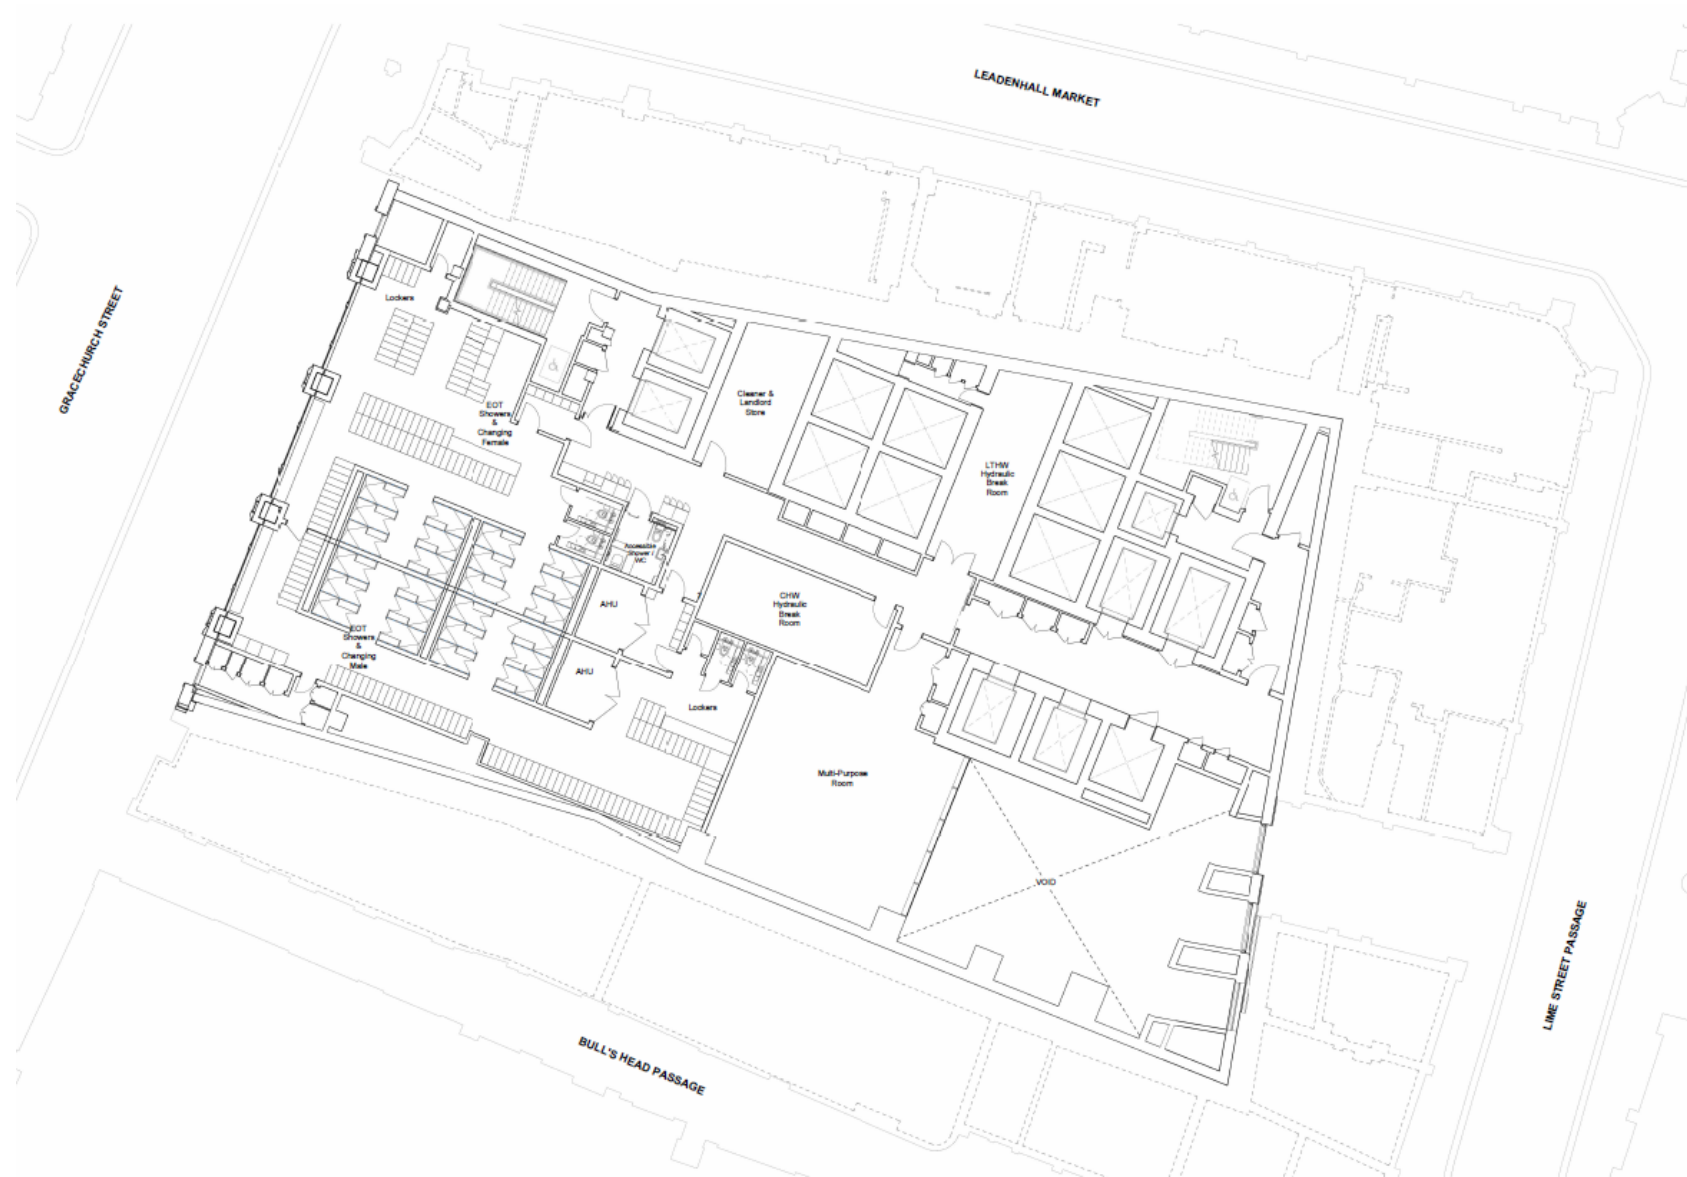 LEADENHALL MARKET
GRACECHURCH STREET
Lockers
EOT
Showers
&
Changing
Female
Cleaner &
Landlord
Store
LTHW
Hydraulic
Break
Room
Accessible
Shower /
WC
AHU
CHW
Hydraulic
Break
Room
EOT
Showers
&
Changing
Male
AHU
Lockers
Multi-Purpose
Room
VOID
LIME STREET PASSAGE
BULL'S HEAD PASSAGE